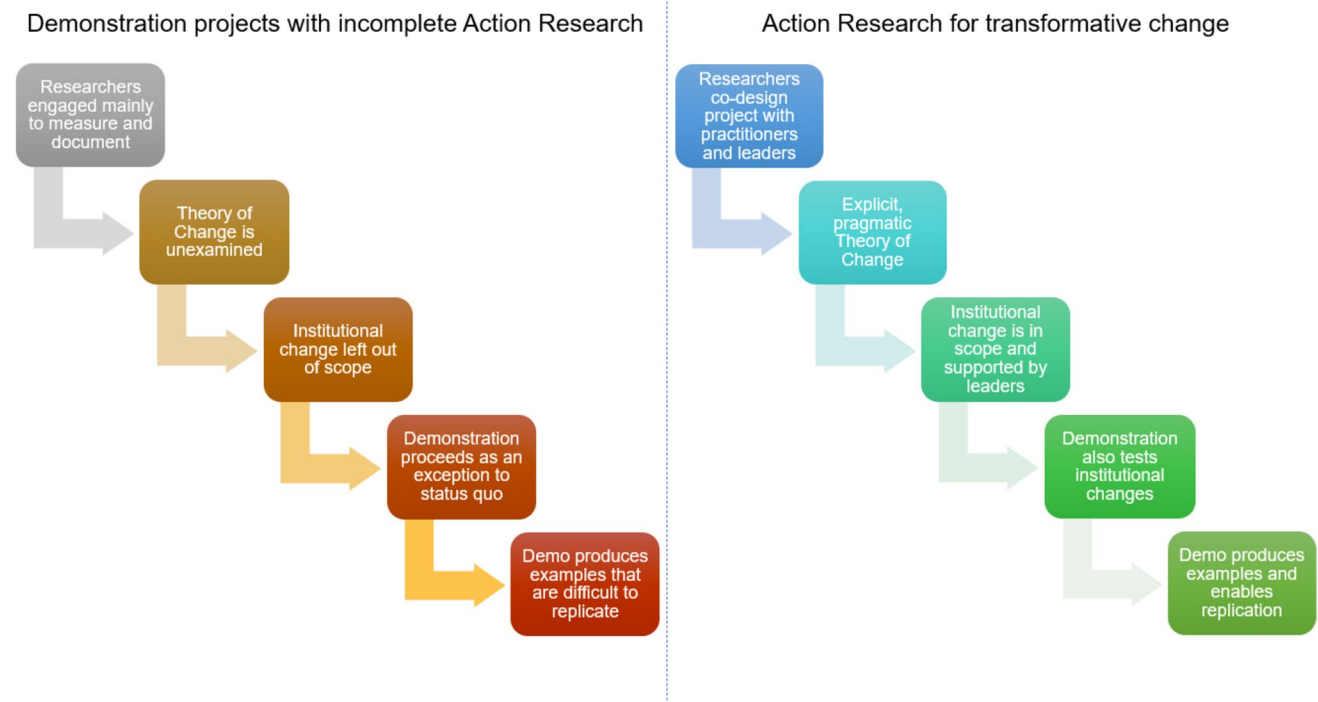 Demonstration projects with incomplete Action Research
Researchers
engaged mainly
to measure and
document
Theory of
Change is
unexamined
Institutional
change left out
of scope
Demonstration
proceeds as an
exception to
status quo
Demo produces
examples that
are difficult to
replicate
Action Research for transformative change
Researchers
co-design
project with
practitioners
and leaders
Explicit,
pragmatic
Theory of
Change
Institutional
change is in
scope and
supported by
leaders
Demonstration
also tests
institutional
changes
Demo produces
examples and
enables
replication